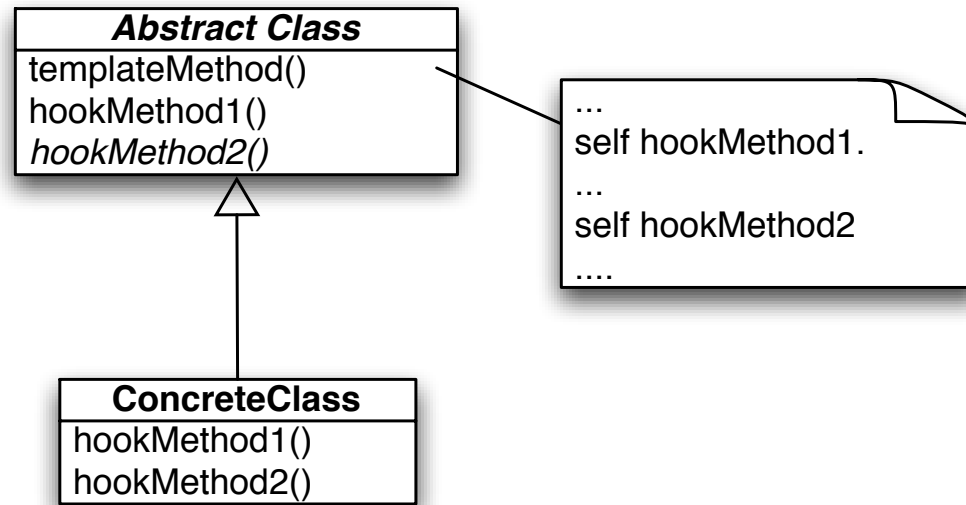 Abstract Class
templateMethod()
hookMethod1()
hookMethod2()
...
self hookMethod1.
...
self hookMethod2
....
ConcreteClass
hookMethod1()
hookMethod2()